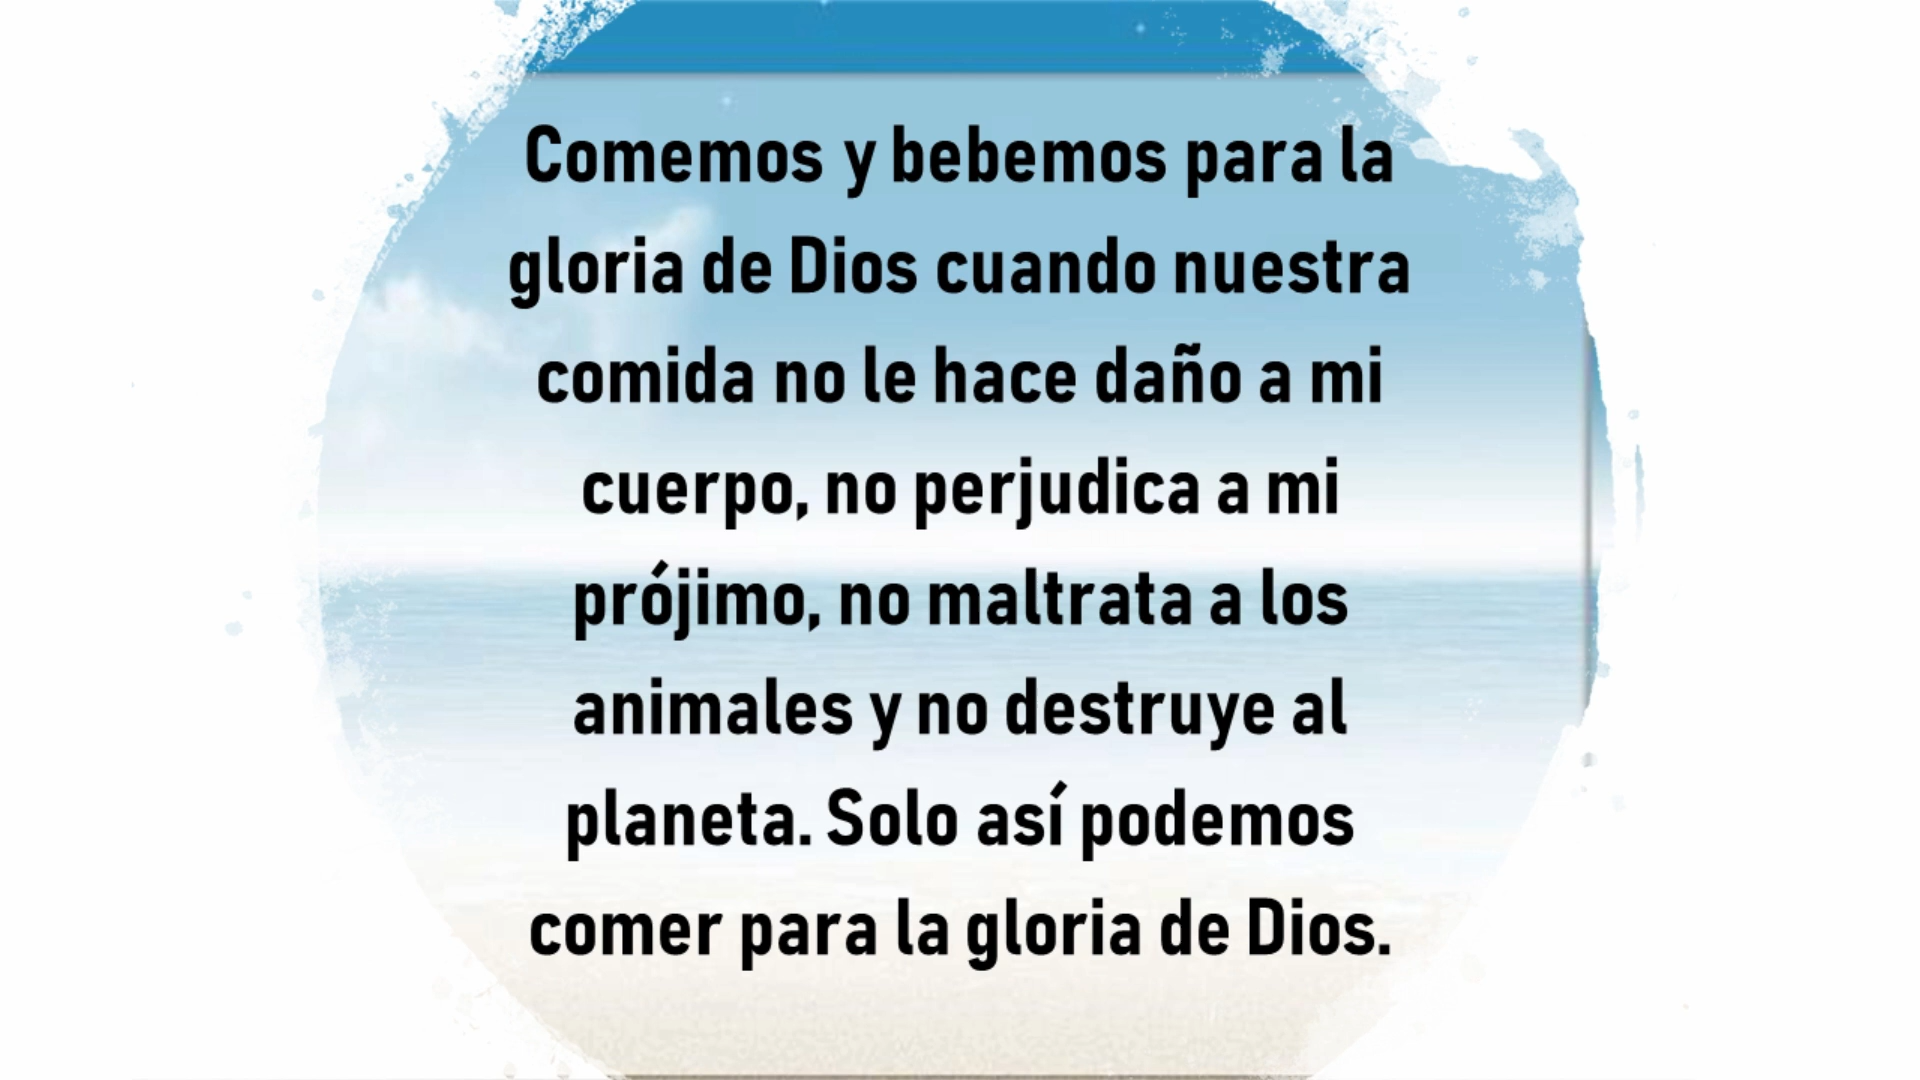 Comemos y bebemos para la
gloria de Dios cuando nuestra
comida no le hace daño a mi
cuerpo, no perjudica a mi
prójimo, no maltrata a los
animales y no destruye al
planeta. Solo así podemos
comer para la gloria de Dios.